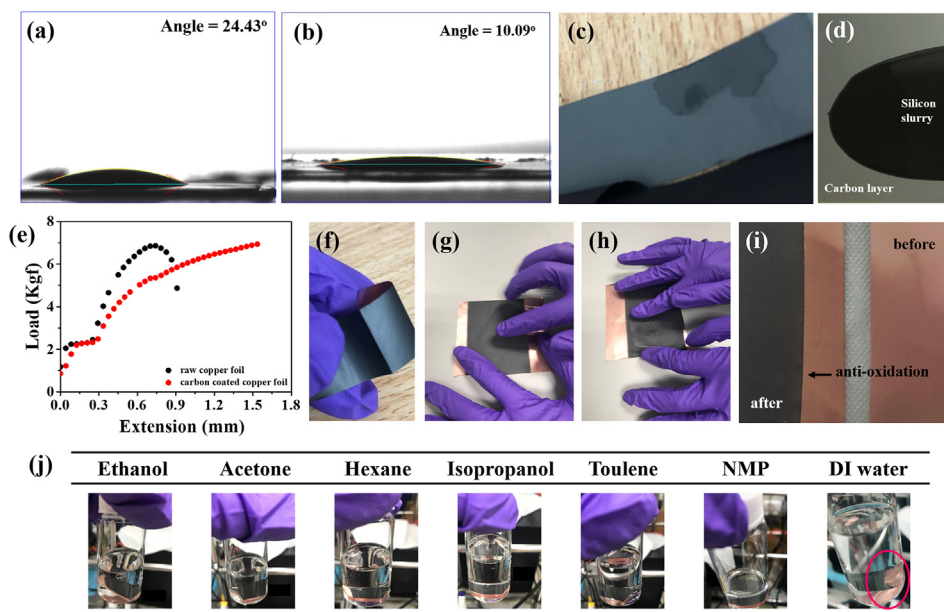 (a)
Angle = 24.43°
(b)
Angle = 10.09°
(c)
(d)
Silicon
slurry
Carbon layer
(e)
8
6
4
2
0
Load (Kgf)
raw copper foil
carbon coated copper foil
0.0 0.3 0.6 0.9 1.2 1.5 1.8
Extension (mm)
(f)
(g)
(h)
(i)
before
anti-oxidation
after
(j)
Ethanol Acetone Hexane Isopropanol Toulene NMP DI water